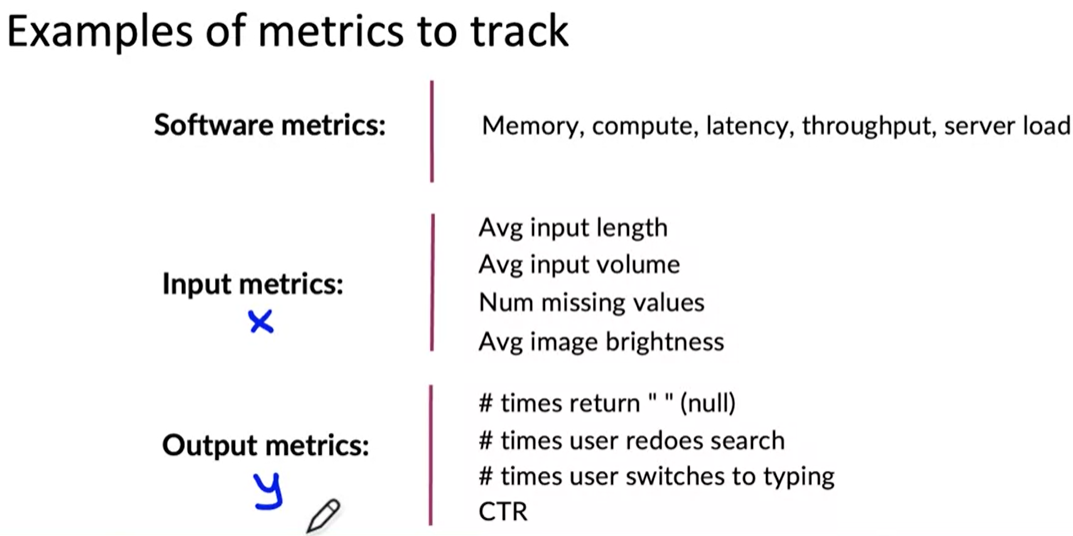 Examples of metrics to track
Software metrics:
Memory, compute, latency, throughput, server load
Input metrics:
x
Avg input length
Avg input volume
Num missing values
Avg image brightness
Output metrics:
y
# times return " " (null)
# times user redoes search
# times user switches to typing
CTR